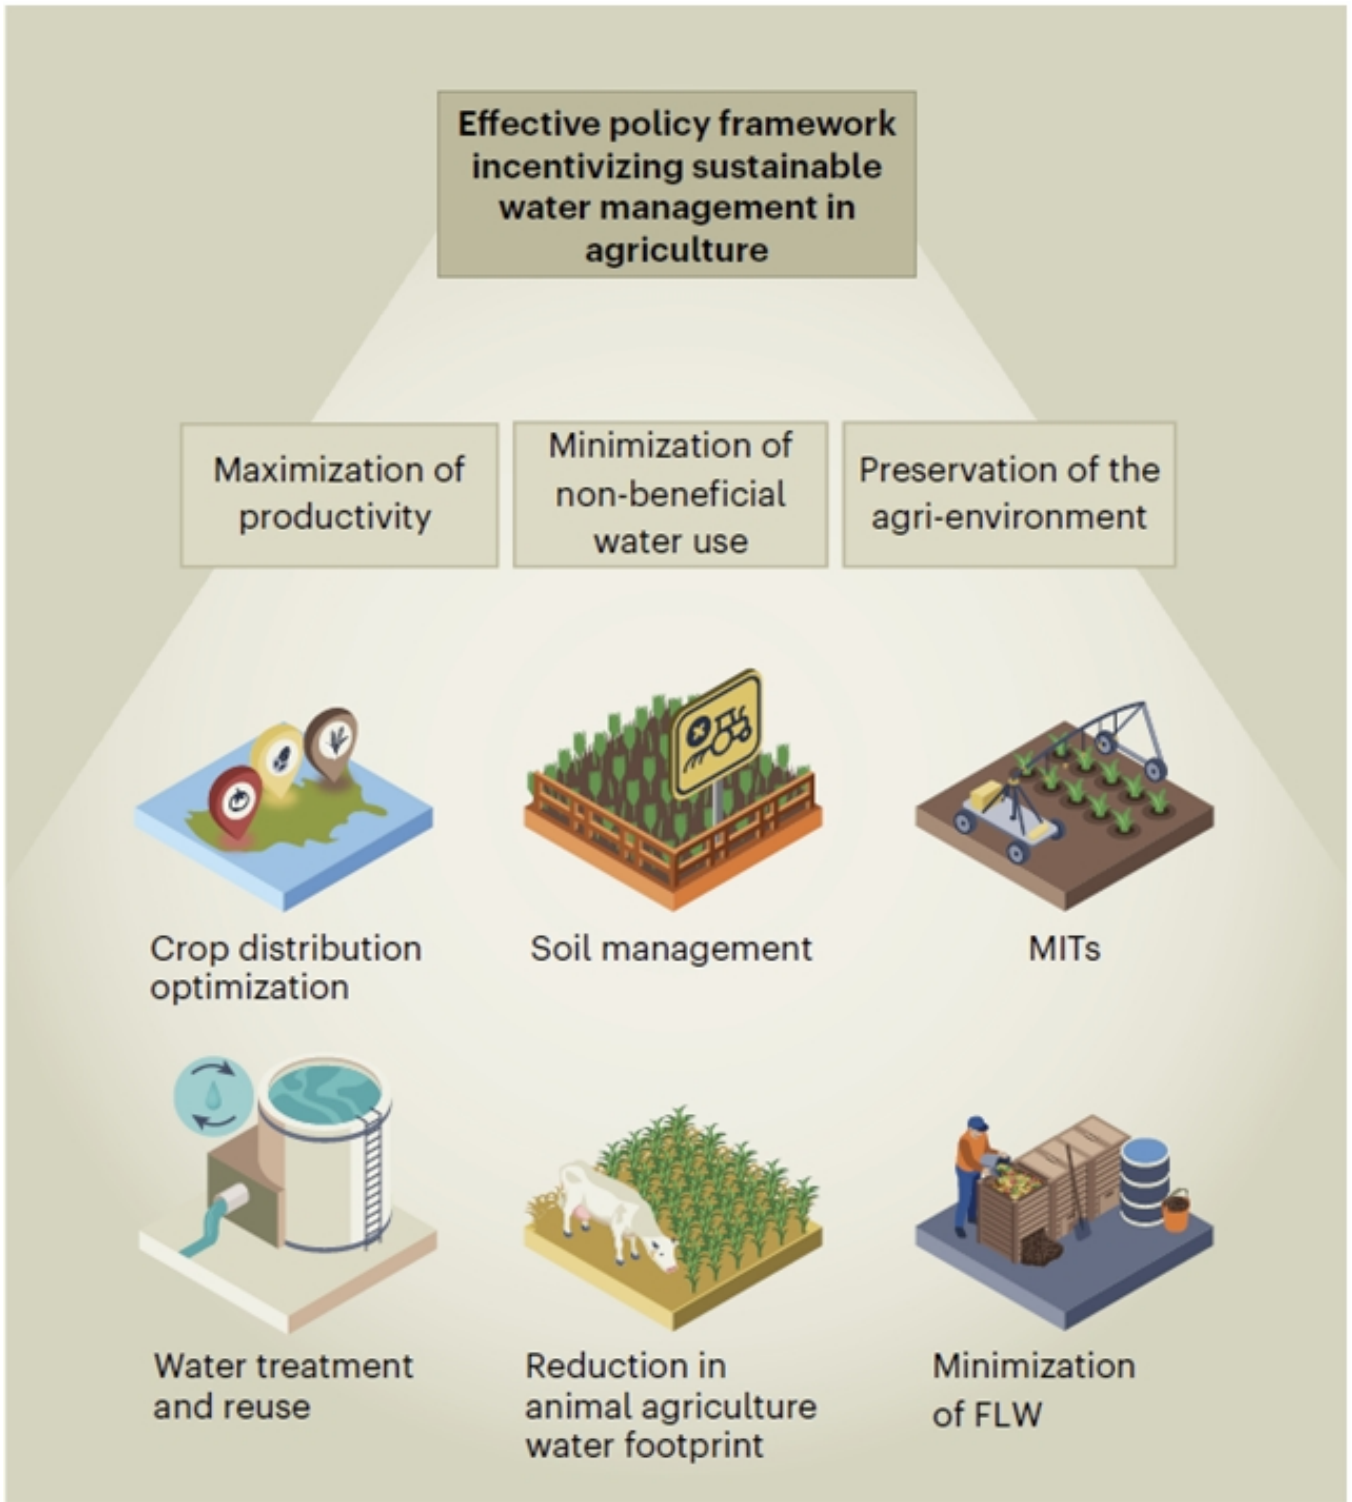 Effective policy framework
incentivizing sustainable
water management in
agriculture
Maximization of
productivity
Minimization of
non-beneficial
water use
Preservation of the
agri-environment
Crop distribution
optimization
Soil management
MITs
Water treatment
and reuse
Reduction in
animal agriculture
water footprint
Minimization
of FLW